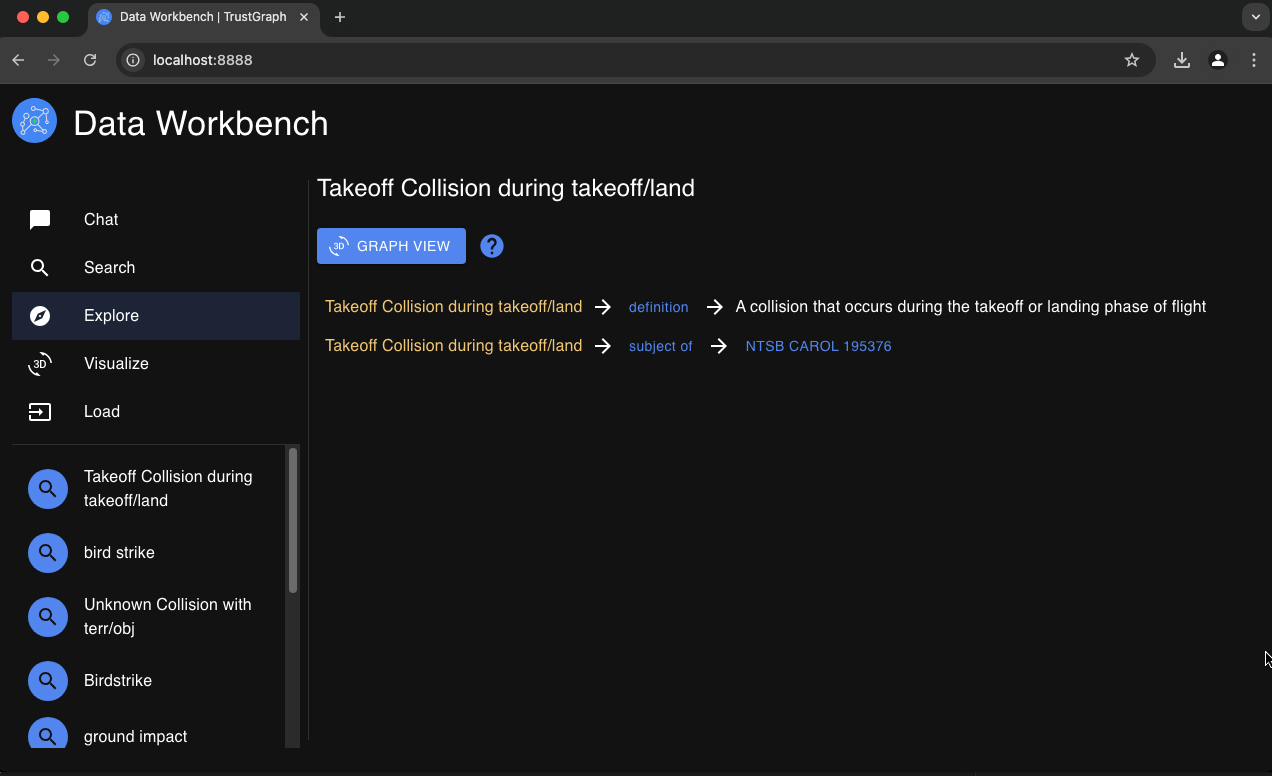 Data Workbench | TrustGraph
localhost:8888
Data Workbench
Chat
Search
Explore
3D Visualize
Load
Takeoff Collision during
takeoff/land
bird strike
Unknown Collision with
terr/obj
Birdstrike
ground impact
Takeoff Collision during takeoff/land
3D GRAPH VIEW ?
Takeoff Collision during takeoff/land → definition → A collision that occurs during the takeoff or landing phase of flight
Takeoff Collision during takeoff/land → subject of → NTSB CAROL 195376